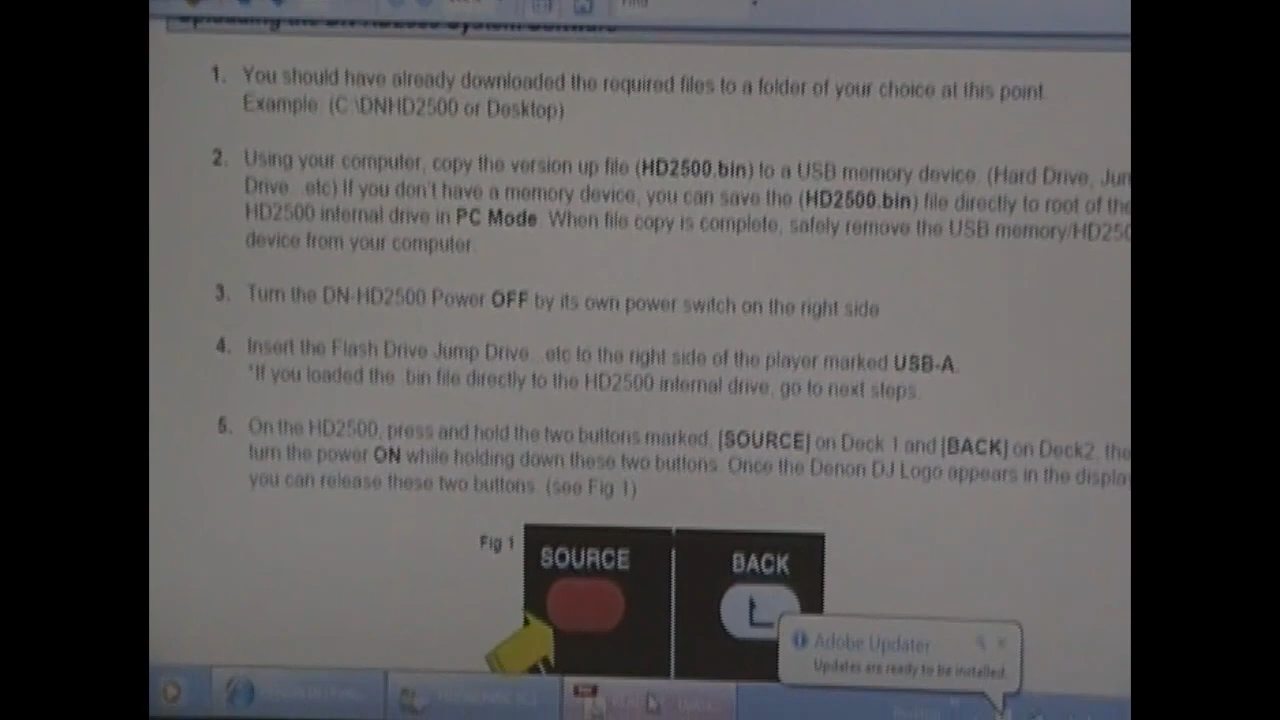 Uploading the DN-HD2500 System Software
1. You should have already downloaded the required files to a folder of your choice at this point.
Example: (C:\DNHD2500 or Desktop)
2. Using your computer, copy the version up file (HD2500.bin) to a USB memory device. (Hard Drive, Jum
Drive...etc) If you don't have a memory device, you can save the (HD2500.bin) file directly to root of the
HD2500 internal drive in PC Mode. When file copy is complete, safely remove the USB memory/HD250
device from your computer.
3. Turn the DN-HD2500 Power OFF by its own power switch on the right side
4. Insert the Flash Drive Jump Drive...etc to the right side of the player marked USB-A.
*If you loaded the .bin file directly to the HD2500 internal drive, go to next steps.
5. On the HD2500, press and hold the two buttons marked, [SOURCE] on Deck 1 and [BACK] on Deck2, the
turn the power ON while holding down these two buttons. Once the Denon DJ Logo appears in the displa
you can release these two buttons. (see Fig 1)
Fig 1
SOURCE BACK
Adobe Updater
Updates are ready to be installed.